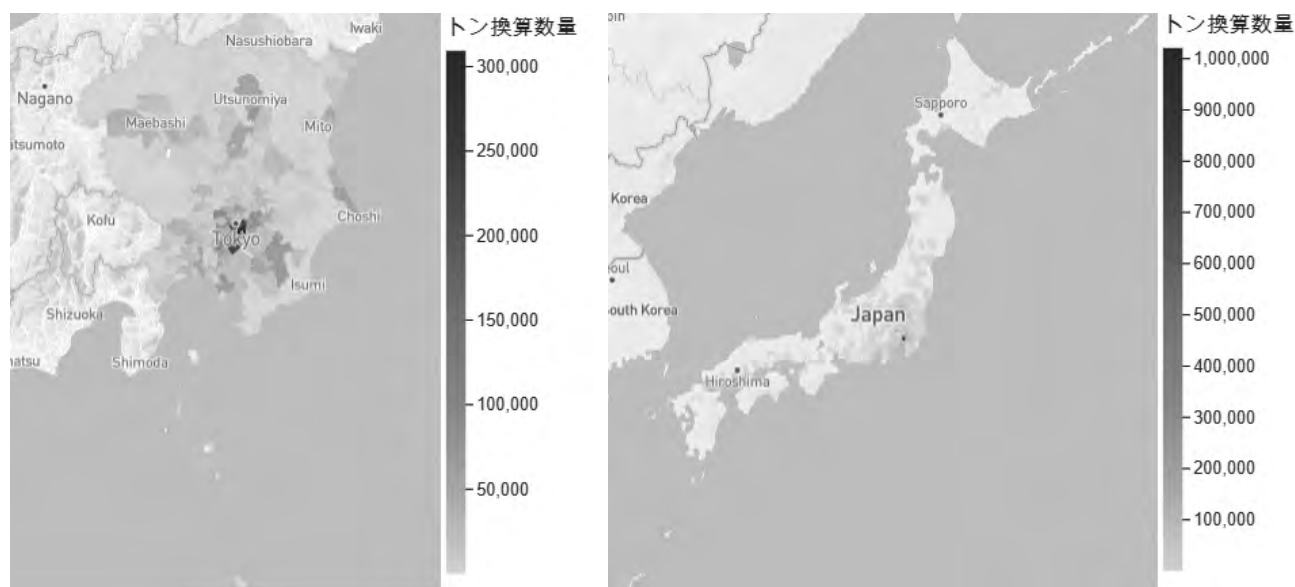 トン換算数量
300,000
250,000
200,000
150,000
100,000
50,000
Iwaki
Nasushiobara
Nagano
Utsunomiya
Maebashi
Mito
atsumoto
Kofu
Choshi
Tokyo
Isumi
Shizuoka
Shimoda
matsu
トン換算数量
1,000,000
900,000
800,000
700,000
600,000
500,000
400,000
300,000
200,000
100,000
Sapporo
Korea
eoul
South Korea
Japan
Hiroshima